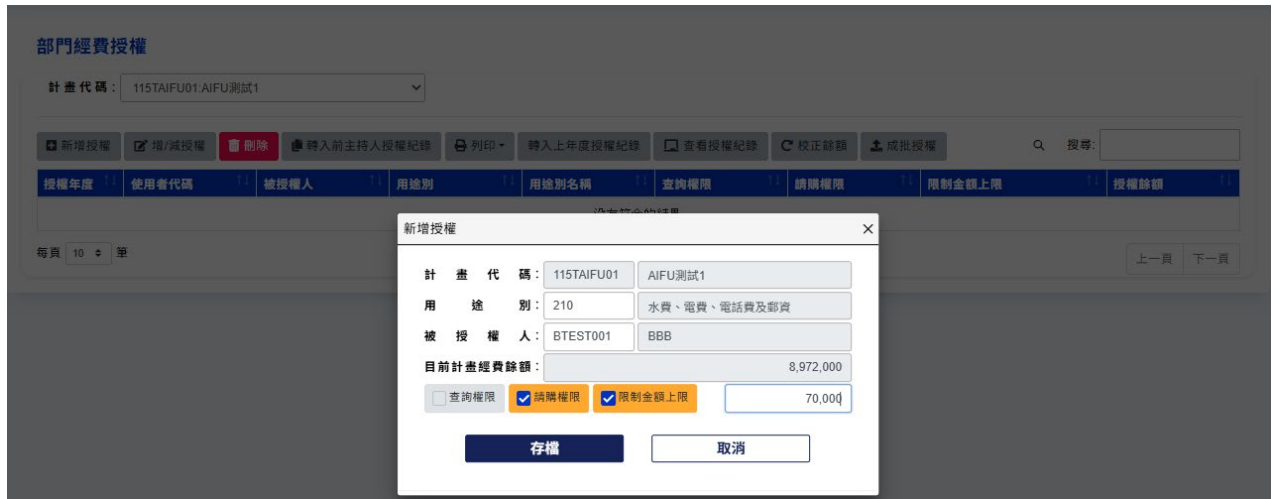 部門經費授權
計畫代碼： 115TAIFU01:AIFU測試1
新增授權 增/減授權 刪除 轉入前主持人授權紀錄 列印 轉入上年度授權紀錄 查看授權紀錄 校正餘額 成批授權 搜尋:
授權年度 使用者代碼 被授權人 用途別 用途別名稱 查詢權限 請購權限 限制金額上限 授權餘額
每頁 10 筆 上一頁 下一頁
新增授權 ×
計畫代碼： 115TAIFU01 AIFU測試1
用途別： 210 水費、電費、電話費及郵資
被授權人： BTEST001 BBB
目前計畫經費餘額： 8,972,000
查詢權限 請購權限 限制金額上限 70,000
存檔 取消